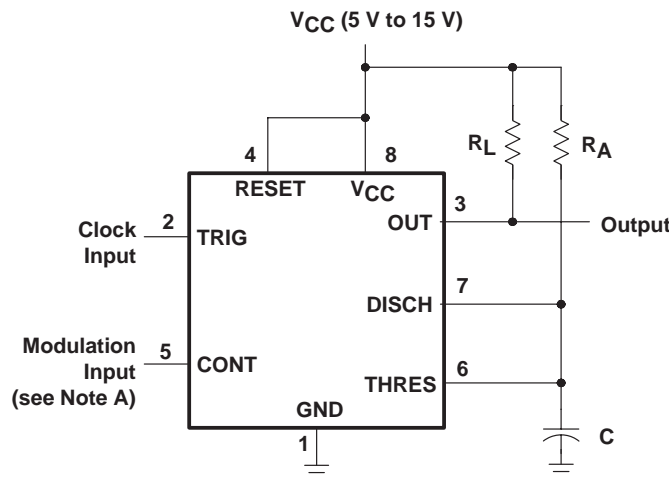 VCC (5 V to 15 V)
RL
RA
4
8
RESET
VCC
3
2
OUT
Output
Clock
Input
TRIG
7
DISCH
Modulation
Input
(see Note A)
5
CONT
6
THRES
GND
1
C